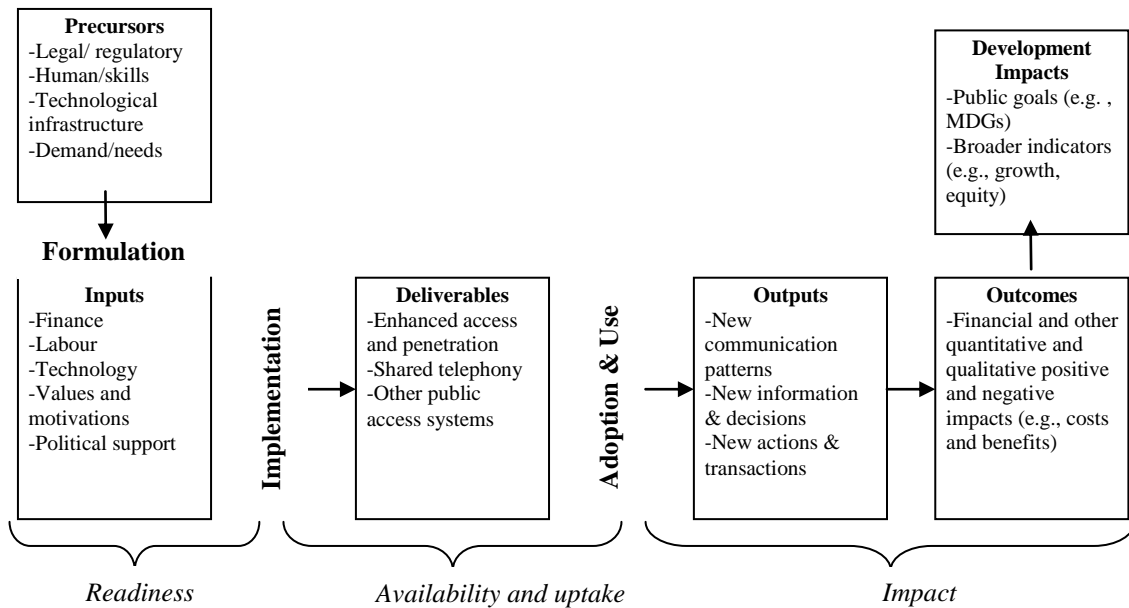 Precursors
-Legal/ regulatory
-Human/skills
-Technological
infrastructure
-Demand/needs
Formulation
Inputs
-Finance
-Labour
-Technology
-Values and
motivations
-Political support
Implementation
Deliverables
-Enhanced access
and penetration
-Shared telephony
-Other public
access systems
Adoption & Use
Outputs
-New
communication
patterns
-New information
& decisions
-New actions &
transactions
Outcomes
-Financial and other
quantitative and
qualitative positive
and negative
impacts (e.g., costs
and benefits)
Development
Impacts
-Public goals (e.g. ,
MDGs)
-Broader indicators
(e.g., growth,
equity)
Readiness
Availability and uptake
Impact